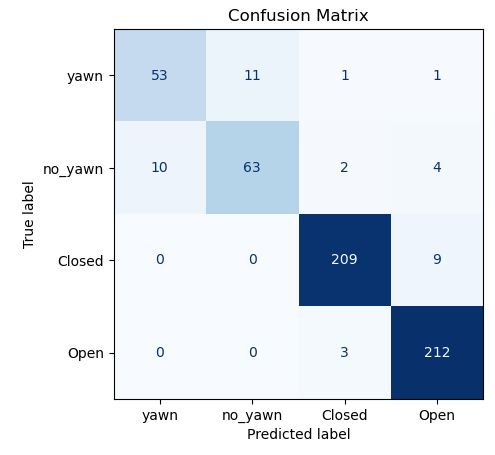 Confusion Matrix
True label
yawn 53 11 1 1
no_yawn 10 63 2 4
Closed 0 0 209 9
Open 0 0 3 212
yawn no_yawn Closed Open
Predicted label